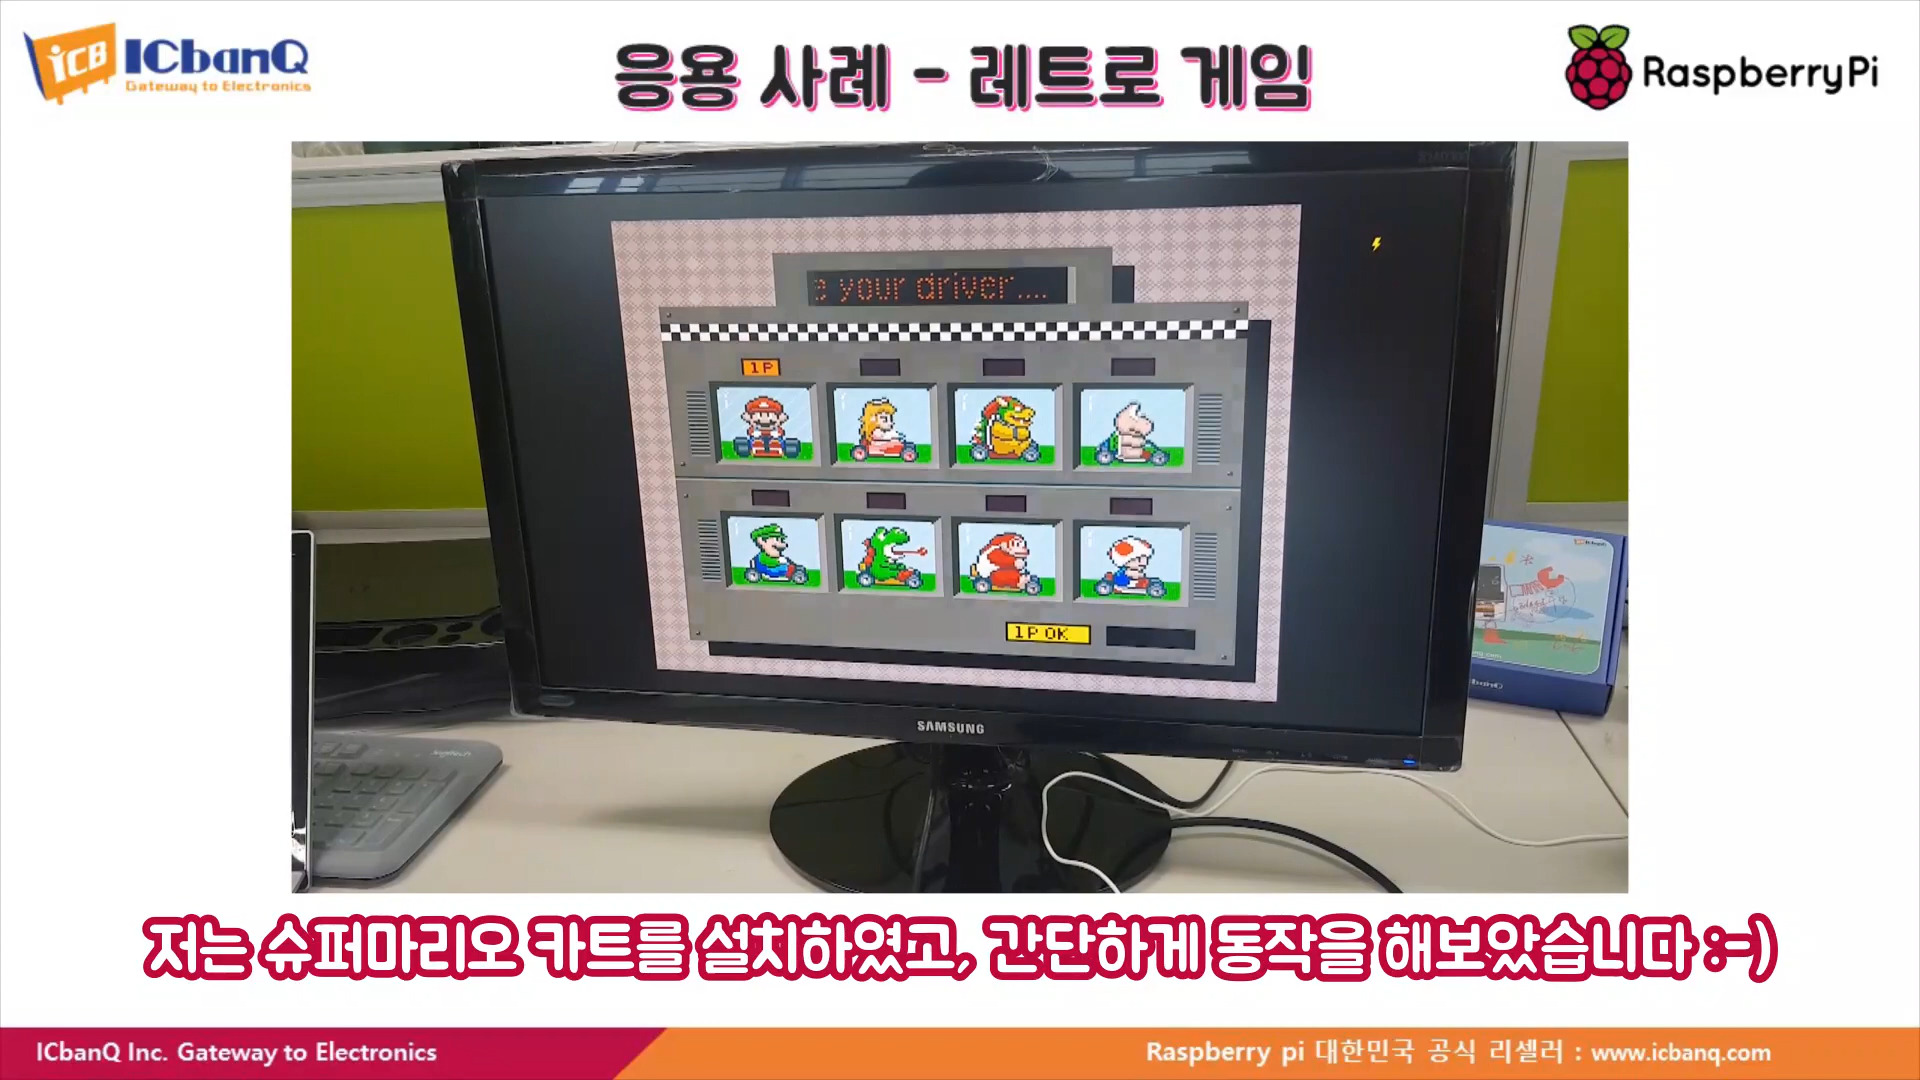 iCB ICbanQ
Gateway to Electronics
응용 사례 - 레트로 게임
RaspberryPi
e your driver....
1P
1P OK
SAMSUNG
저는 슈퍼마리오 카트를 설치하였고, 간단하게 동작을 해보았습니다 :-)
ICbanQ Inc. Gateway to Electronics
Raspberry pi 대한민국 공식 리셀러 : www.icbanq.com